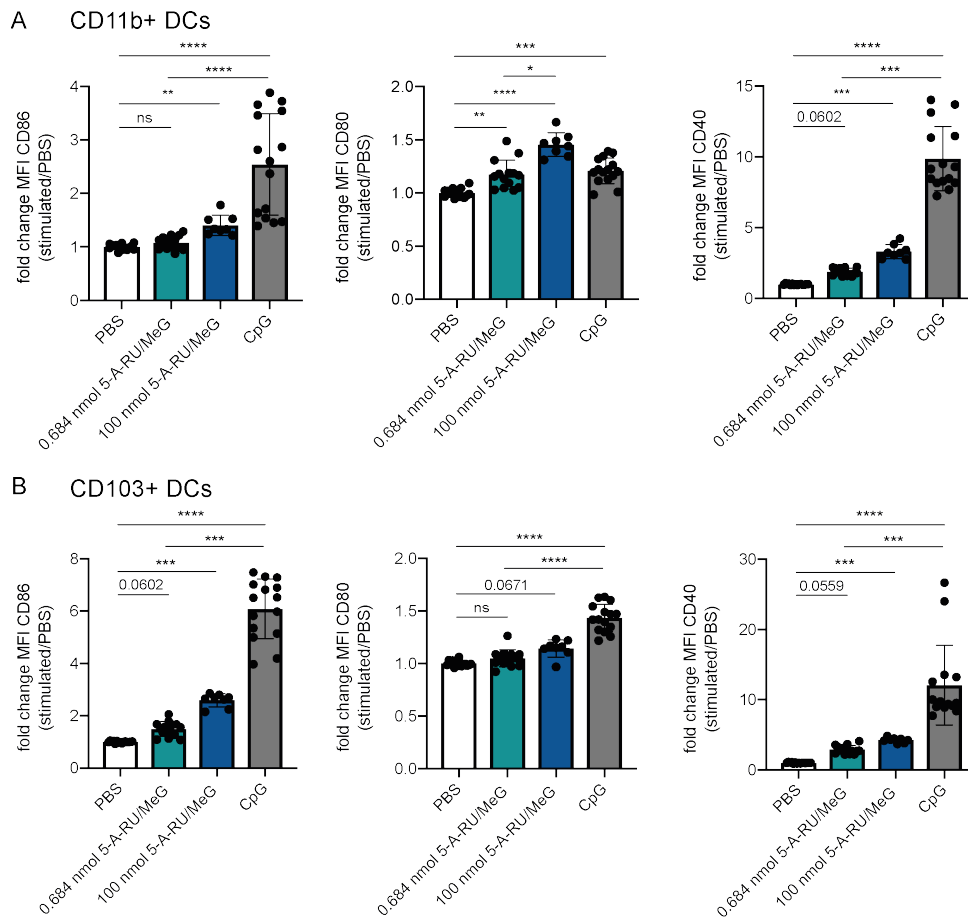 A
CD11b+ DCs
****
****
**
ns
fold change MFI CD86
(stimulated/PBS)
4
3
2
1
0
PBS
0.684 nmol 5-A-RU/MeG
100 nmol 5-A-RU/MeG
CpG
***
*
****
**
fold change MFI CD80
(stimulated/PBS)
2.0
1.5
1.0
0.5
0.0
PBS
0.684 nmol 5-A-RU/MeG
100 nmol 5-A-RU/MeG
CpG
****
***
***
0.0602
fold change MFI CD40
(stimulated/PBS)
15
10
5
0
PBS
0.684 nmol 5-A-RU/MeG
100 nmol 5-A-RU/MeG
CpG
B
CD103+ DCs
****
***
***
0.0602
fold change MFI CD86
(stimulated/PBS)
8
6
4
2
0
PBS
0.684 nmol 5-A-RU/MeG
100 nmol 5-A-RU/MeG
CpG
****
****
0.0671
ns
fold change MFI CD80
(stimulated/PBS)
2.0
1.5
1.0
0.5
0.0
PBS
0.684 nmol 5-A-RU/MeG
100 nmol 5-A-RU/MeG
CpG
****
***
***
0.0559
fold change MFI CD40
(stimulated/PBS)
30
20
10
0
PBS
0.684 nmol 5-A-RU/MeG
100 nmol 5-A-RU/MeG
CpG